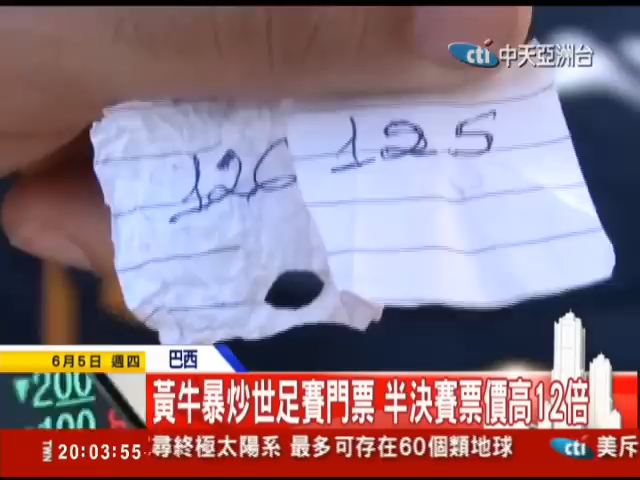 cti 中天亞洲台
126 125
6月5日 週四 巴西
▼200
100
黃牛暴炒世足賽門票 半決賽票價高12倍
TWN 20:03:55 尋終極太陽系 最多可存在60個類地球 cti 美斥